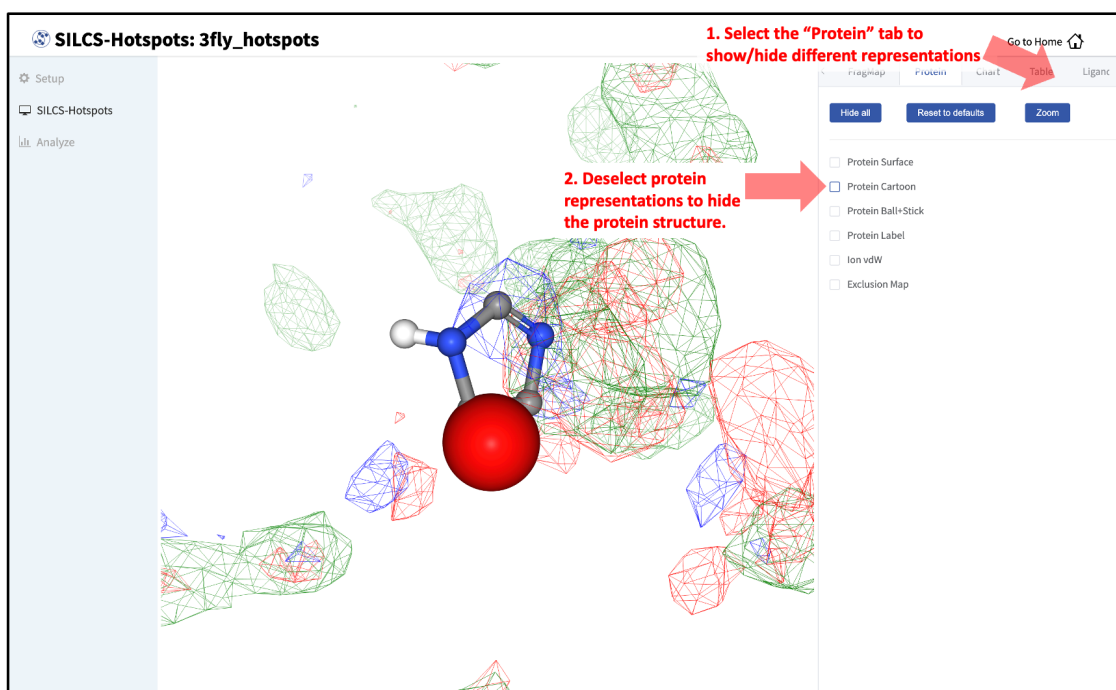 SILCS-Hotspots: 3fly_hotspots
1. Select the “Protein” tab to
show/hide different representations
Go to Home
Setup
SILCS-Hotspots
Analyze
FragMap Protein Chart Table Ligand
Hide all Reset to defaults Zoom
Protein Surface
2. Deselect protein
representations to hide
the protein structure.
Protein Cartoon
Protein Ball+Stick
Protein Label
Ion vdW
Exclusion Map